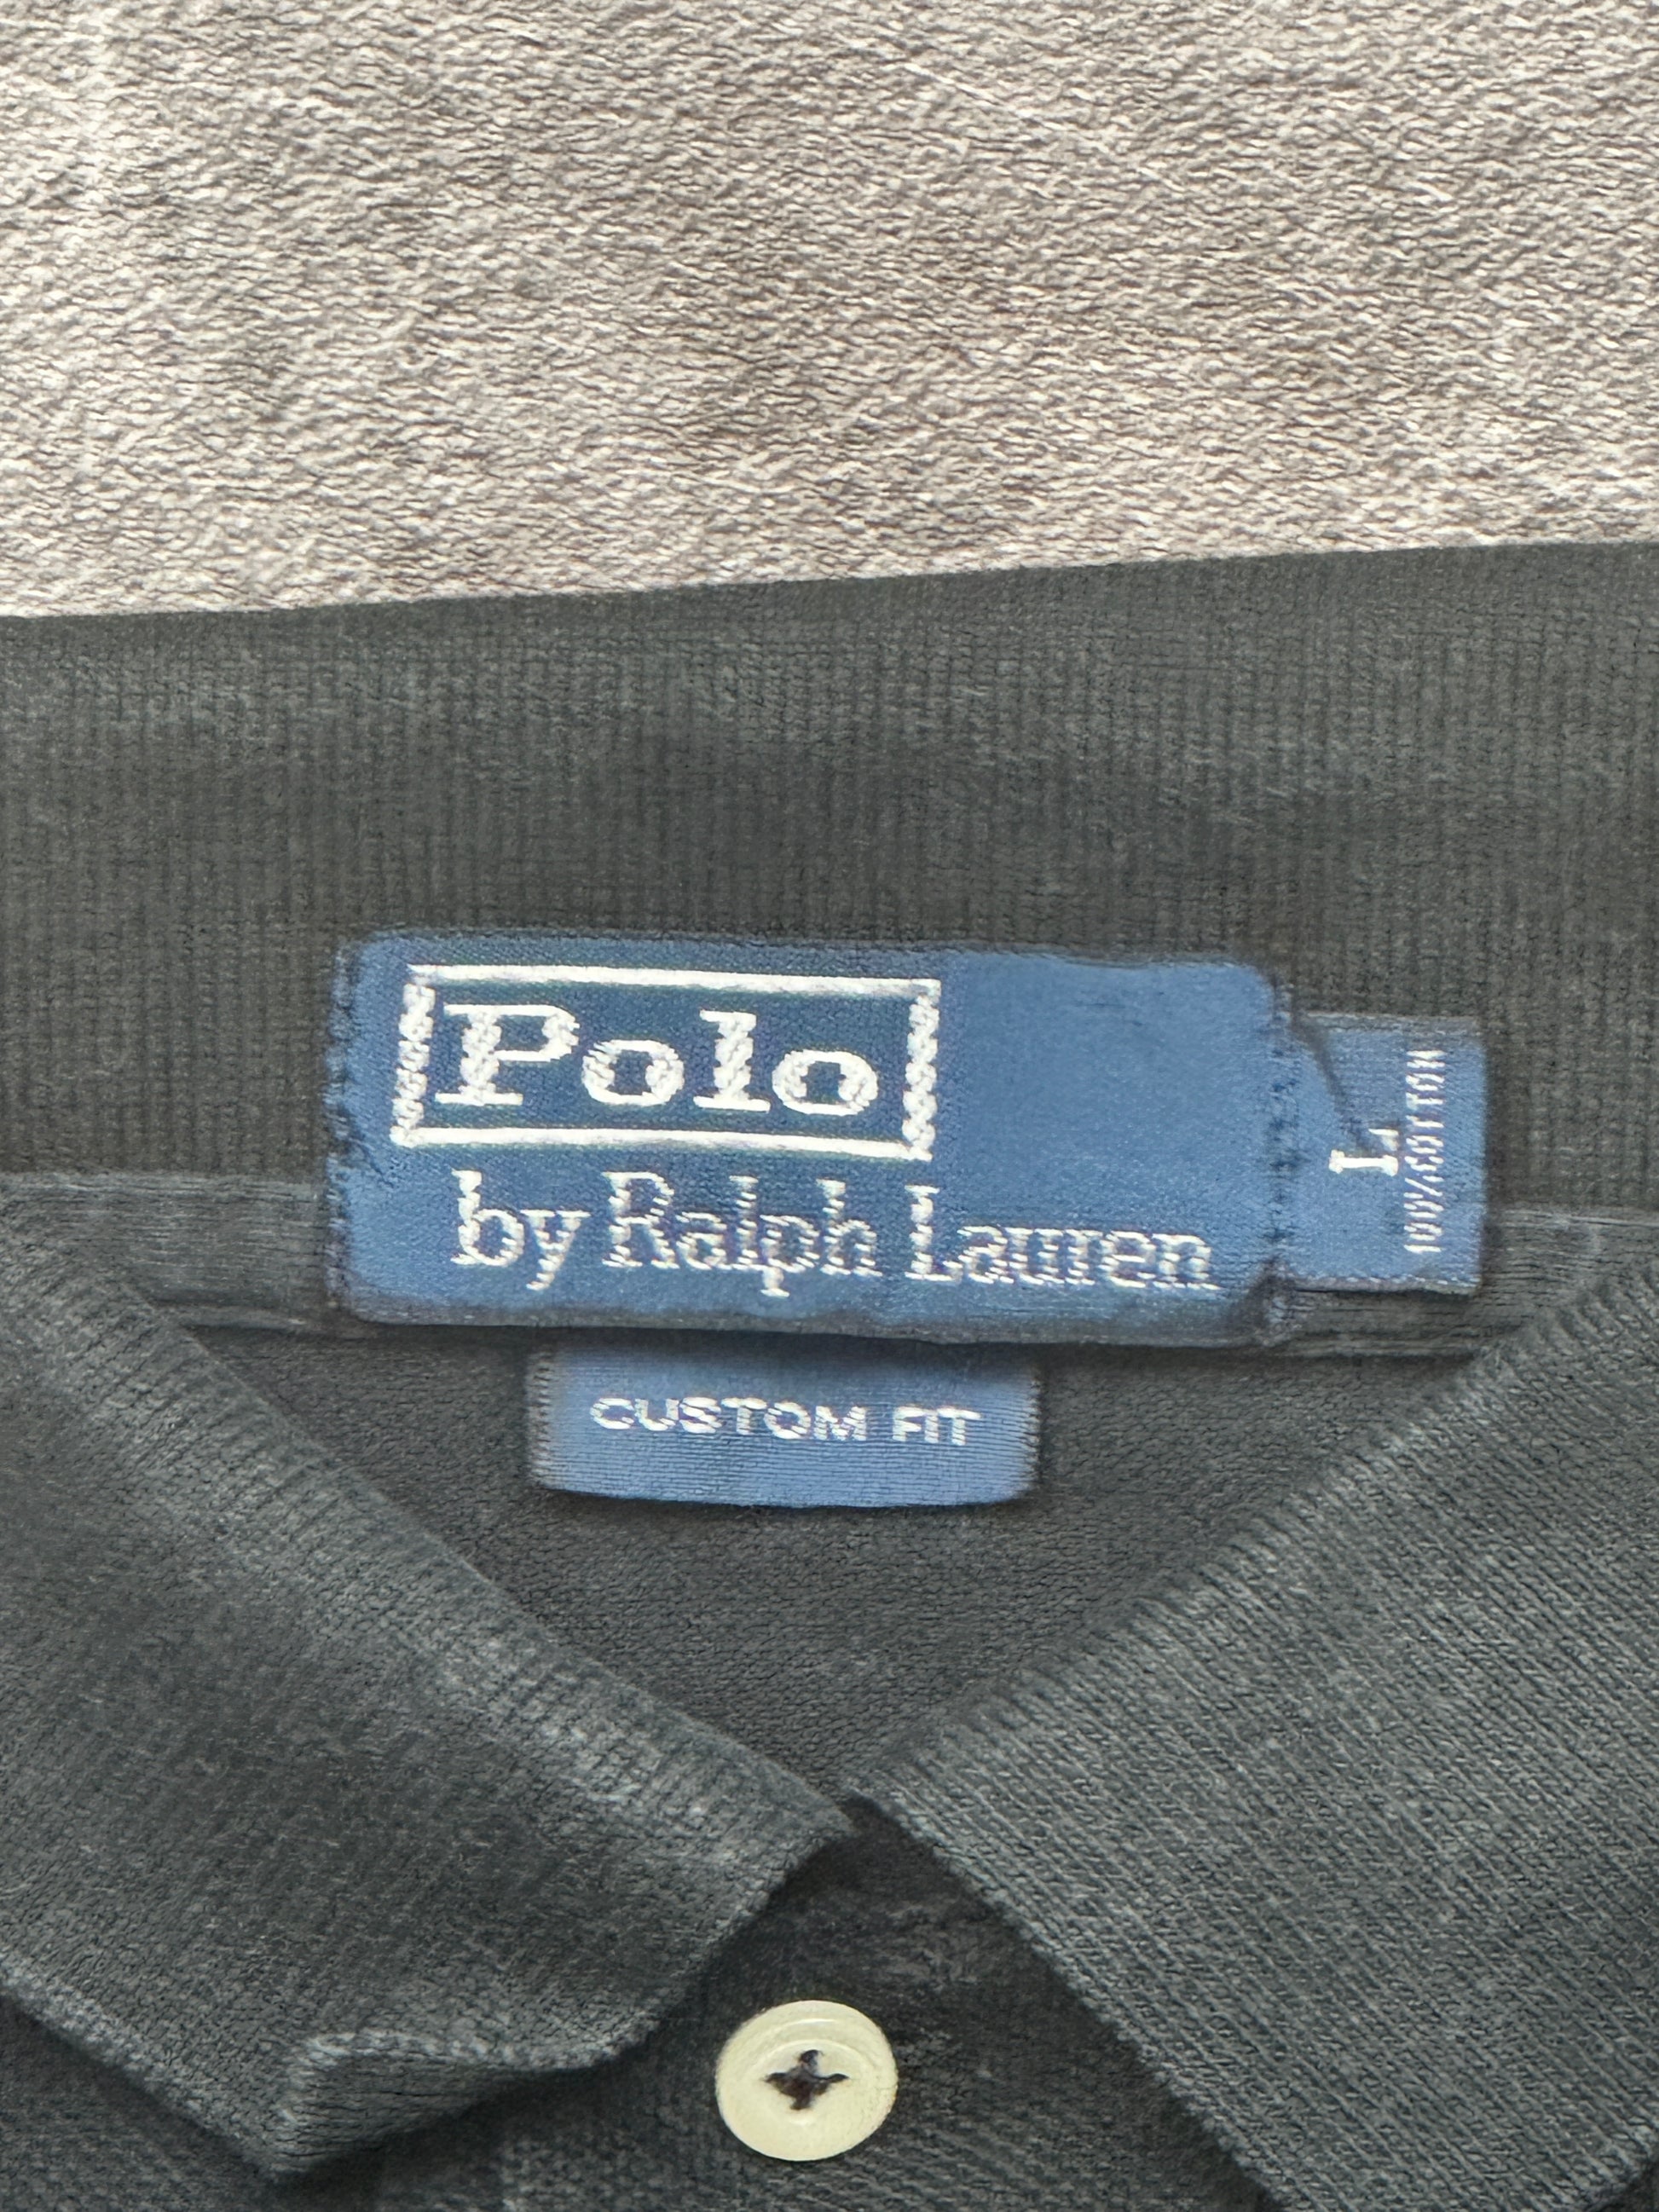 Polo
by Ralph Lauren
L
100% COTTON
CUSTOM FIT